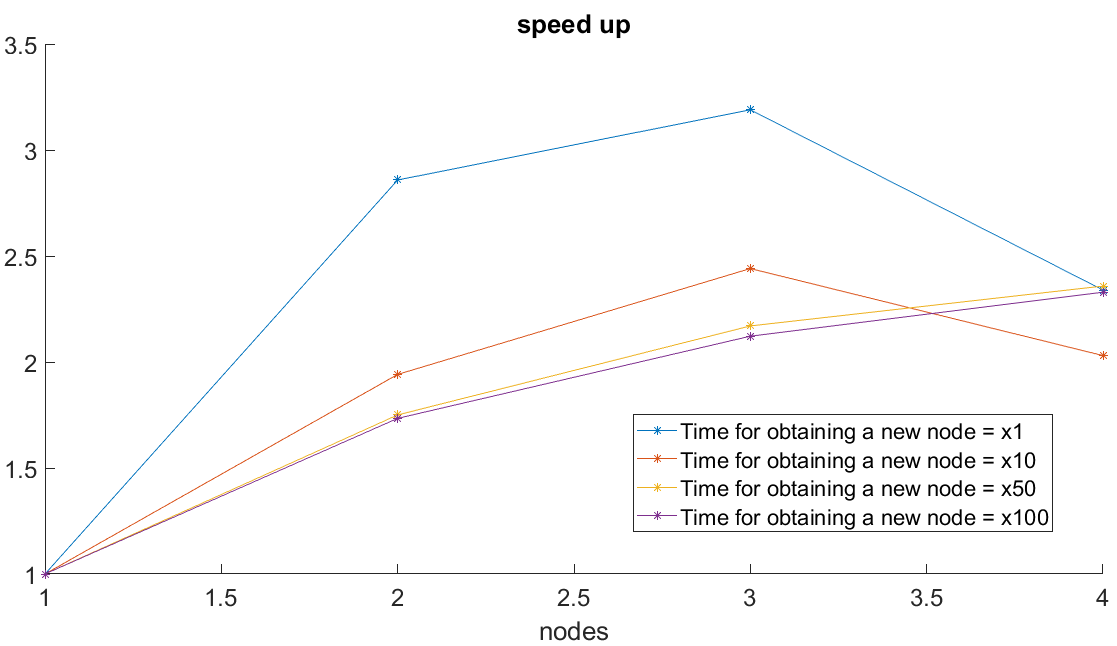 speed up
3.5
3
2.5
2
1.5
1
1
1.5
2
2.5
3
3.5
4
nodes
Time for obtaining a new node = x1
Time for obtaining a new node = x10
Time for obtaining a new node = x50
Time for obtaining a new node = x100